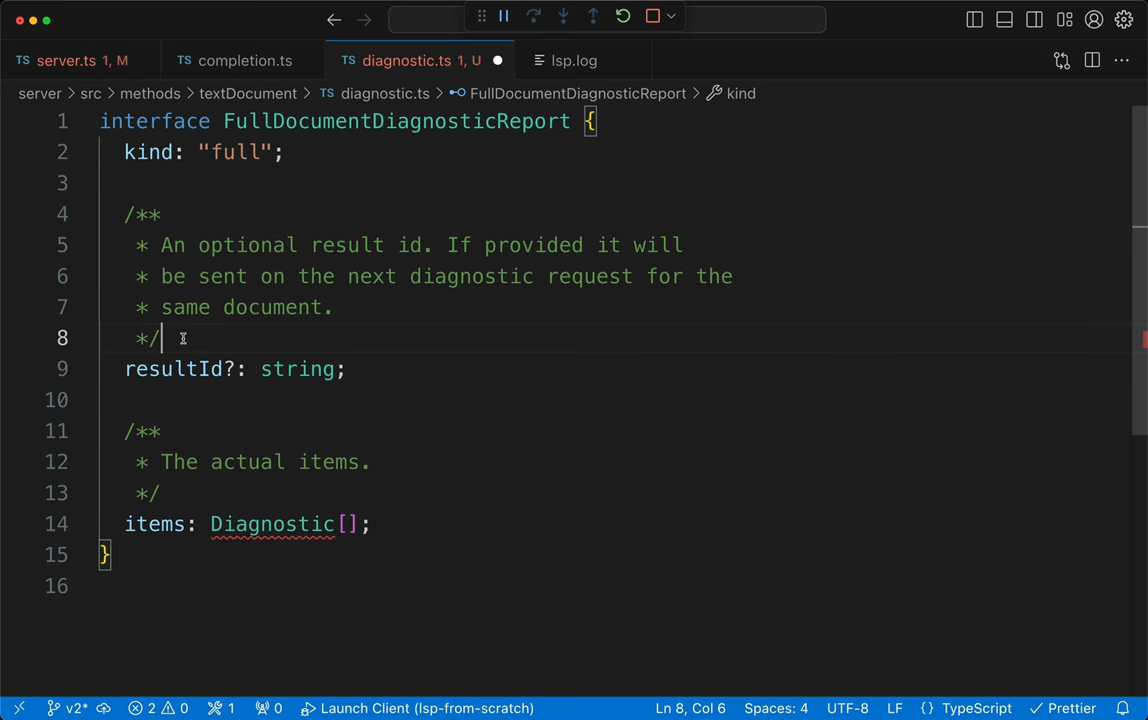 TS server.ts 1, M
TS completion.ts
TS diagnostic.ts 1, U
lsp.log
server > src > methods > textDocument > TS diagnostic.ts > FullDocumentDiagnosticReport > kind
1 interface FullDocumentDiagnosticReport {
2 kind: "full";
3
4 /**
5 * An optional result id. If provided it will
6 * be sent on the next diagnostic request for the
7 * same document.
8 */
9 resultId?: string;
10
11 /**
12 * The actual items.
13 */
14 items: Diagnostic[];
15 }
16
v2* 2 0 1 0 Launch Client (lsp-from-scratch) Ln 8, Col 6 Spaces: 4 UTF-8 LF {} TypeScript Prettier